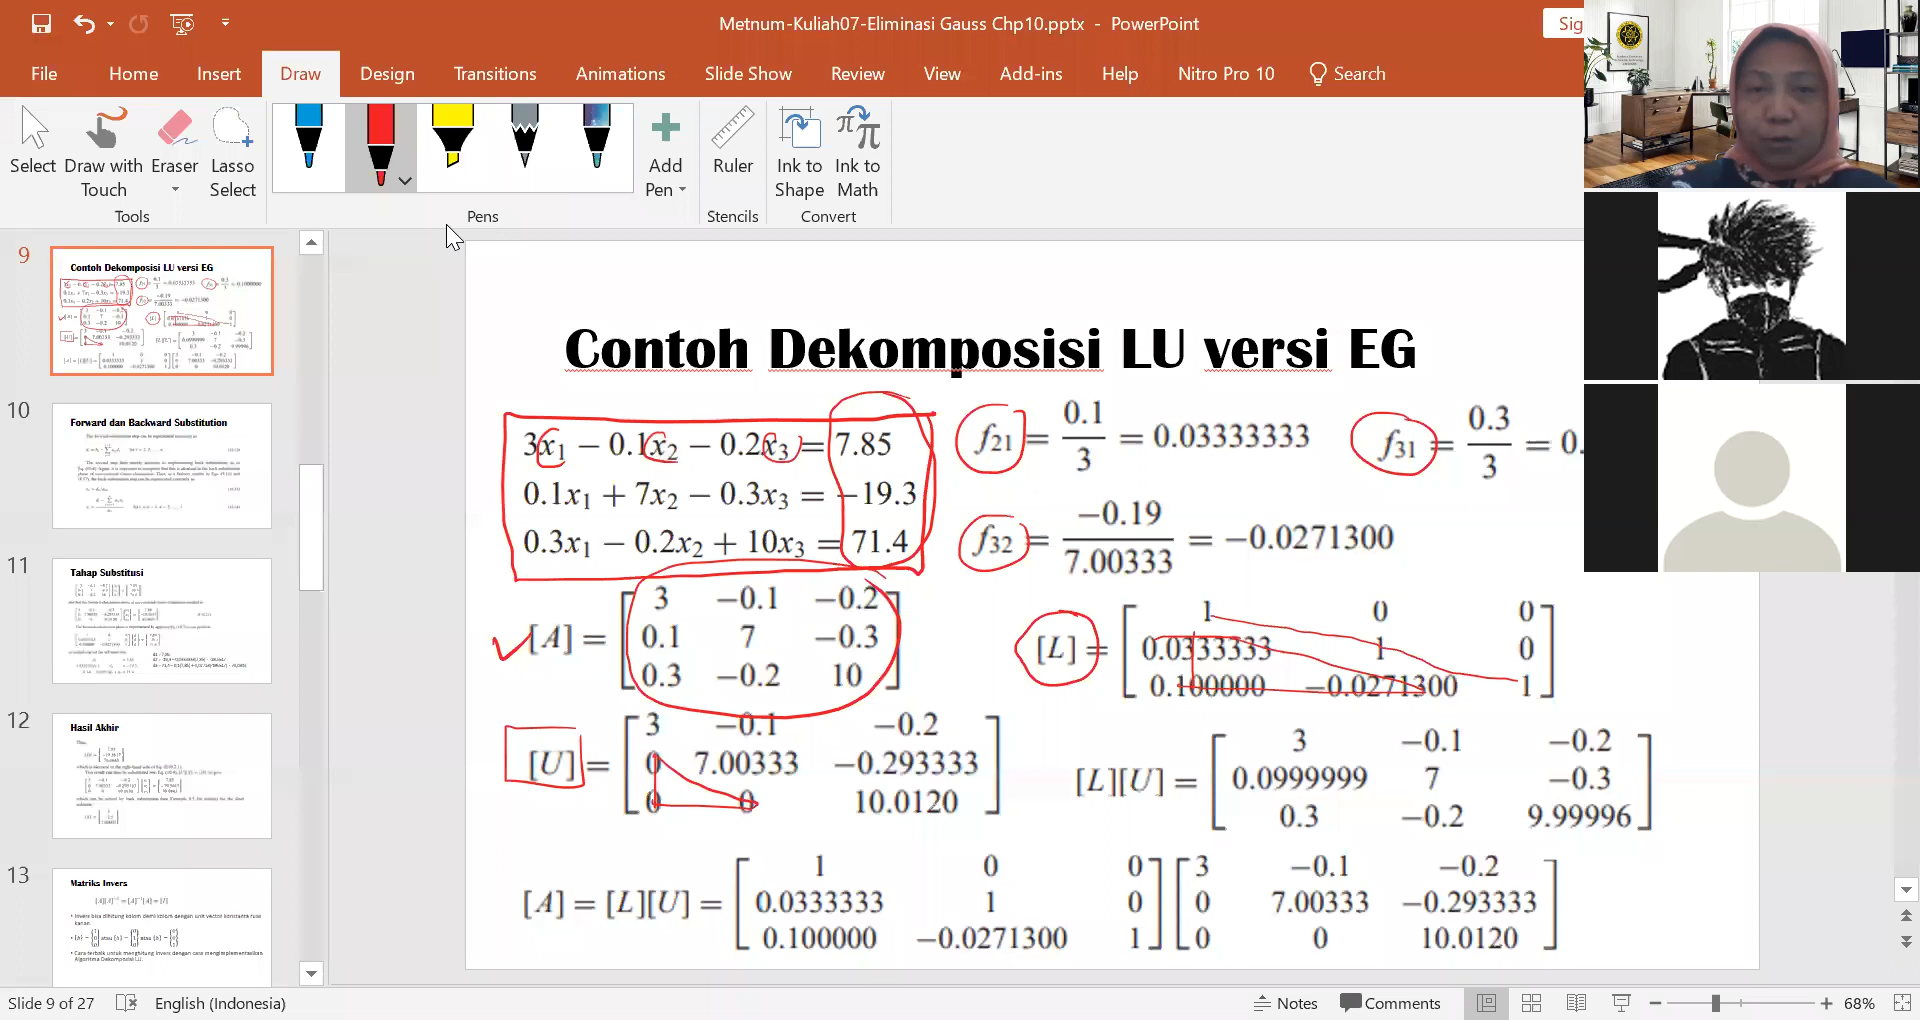 Metnum-Kuliah07-Eliminasi Gauss Chp10.pptx - PowerPoint
Sig
File Home Insert Draw Design Transitions Animations Slide Show Review View Add-ins Help Nitro Pro 10 Search
Select
Draw with Touch
Eraser
Lasso Select
Add Pen
Ruler
Ink to Shape
Ink to Math
Tools Pens Stencils Convert
9
Contoh Dekomposisi LU versi EG
10
Forward dan Backward Substitution
11
Tahap Substitusi
12
Hasil Akhir
13
Matriks Invers
Contoh Dekomposisi LU versi EG
3x₁ − 0.1x₂ − 0.2x₃ = 7.85
0.1x₁ + 7x₂ − 0.3x₃ = −19.3
0.3x₁ − 0.2x₂ + 10x₃ = 71.4
f₂₁ = 0.1/3 = 0.03333333
f₃₁ = 0.3/3 = 0.
f₃₂ = −0.19/7.00333 = −0.0271300
[A] = [3 −0.1 −0.2
0.1 7 −0.3
0.3 −0.2 10]
[L] = [1 0 0
0.0333333 1 0
0.100000 −0.0271300 1]
[U] = [3 −0.1 −0.2
0 7.00333 −0.293333
0 0 10.0120]
[L][U] = [3 −0.1 −0.2
0.0999999 7 −0.3
0.3 −0.2 9.99996]
[A] = [L][U] = [1 0 0] [3 −0.1 −0.2]
[0.0333333 1 0] [0 7.00333 −0.293333]
[0.100000 −0.0271300 1] [0 0 10.0120]
Slide 9 of 27 English (Indonesia) Notes Comments 68%